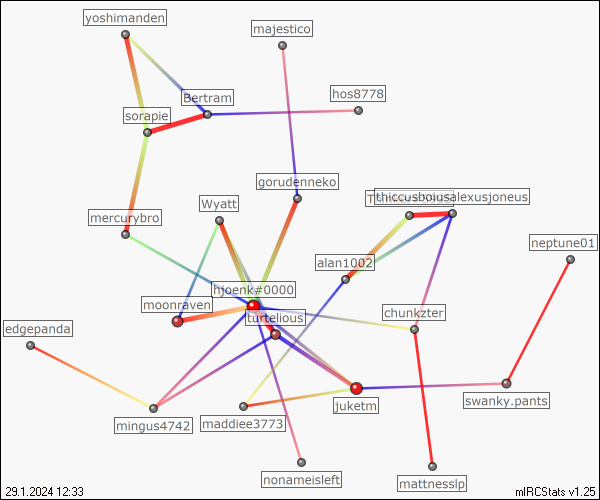 yoshimanden
majestico
hos8778
Bertram
sorapie
gorudenneko
thiccusboiusalexusjoneus
Wyatt
mercurybro
neptune01
alan1002
hjoenk#0000
moonraven
turtelious
chunkzter
edgepanda
swanky.pants
juketm
maddiee3773
mingus4742
nonameisleft
mattnesslp
29.1.2024 12:33
mIRCStats v1.25